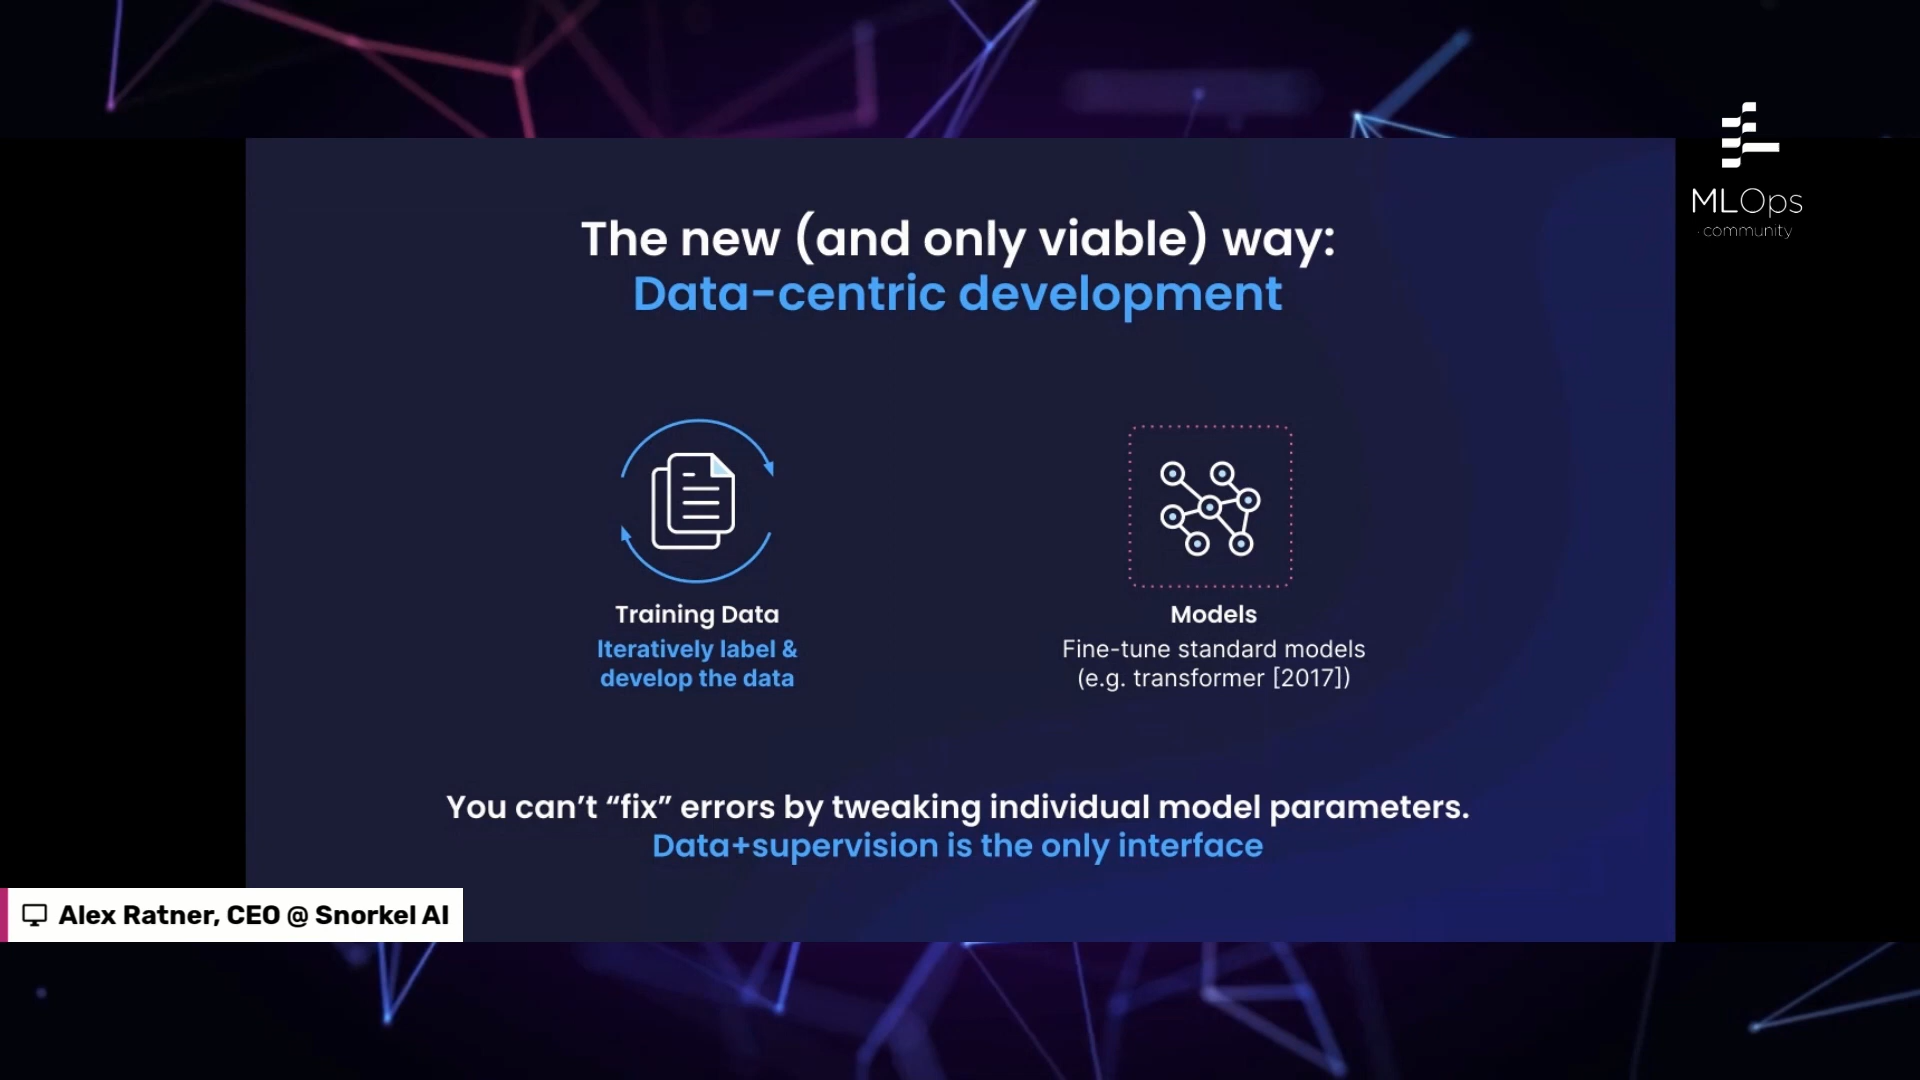 The new (and only viable) way:
Data-centric development
MLOps
community
Training Data
Iteratively label &
develop the data
Models
Fine-tune standard models
(e.g. transformer [2017])
You can’t “fix” errors by tweaking individual model parameters.
Data+supervision is the only interface
Alex Ratner, CEO @ Snorkel AI